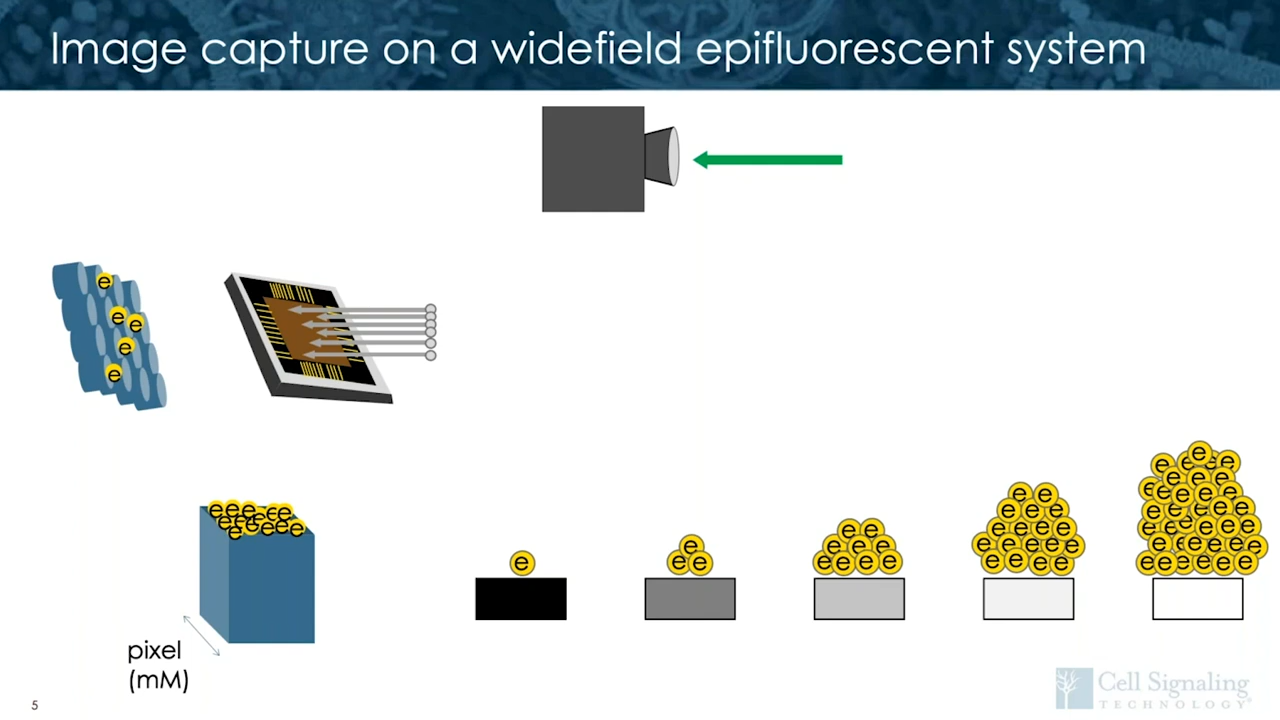 Image capture on a widefield epifluorescent system
e
e
e
e
e
e e e e e e e e e e e e e
e
e e e
e e e e e e e e e
pixel
(mM)
5
Cell Signaling
TECHNOLOGY®